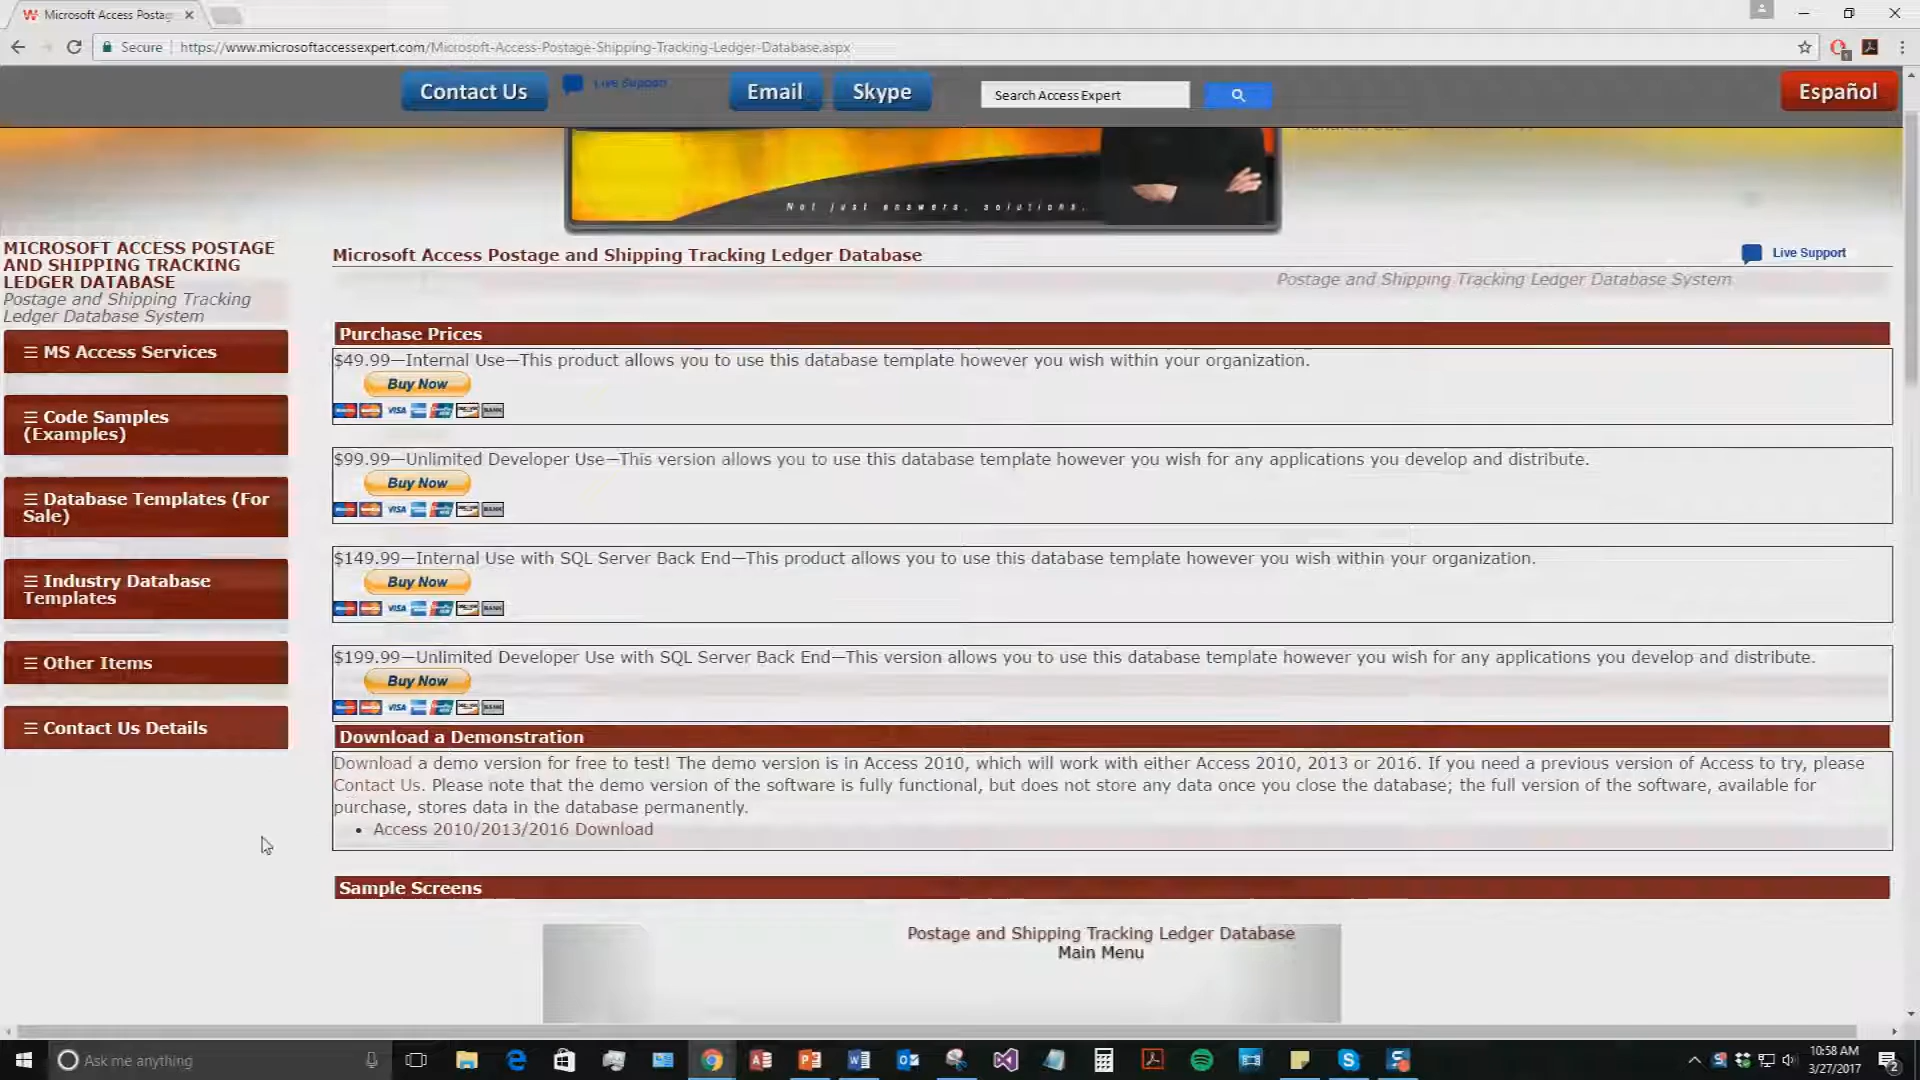 Microsoft Access Posta
Secure
https://www.microsoftaccessexpert.com/Microsoft-Access-Postage-Shipping-Tracking-Ledger-Database.aspx
Contact Us
Live Support
Email
Skype
Search Access Expert
Español
Not just answers, solutions.
MICROSOFT ACCESS POSTAGE
AND SHIPPING TRACKING
LEDGER DATABASE
Postage and Shipping Tracking
Ledger Database System
☰ MS Access Services
☰ Code Samples
(Examples)
☰ Database Templates (For
Sale)
☰ Industry Database
Templates
☰ Other Items
☰ Contact Us Details
Microsoft Access Postage and Shipping Tracking Ledger Database
Live Support
Postage and Shipping Tracking Ledger Database System
Purchase Prices
$49.99—Internal Use—This product allows you to use this database template however you wish within your organization.
Buy Now
VISA
$99.99—Unlimited Developer Use—This version allows you to use this database template however you wish for any applications you develop and distribute.
Buy Now
VISA
$149.99—Internal Use with SQL Server Back End—This product allows you to use this database template however you wish within your organization.
Buy Now
VISA
$199.99—Unlimited Developer Use with SQL Server Back End—This version allows you to use this database template however you wish for any applications you develop and distribute.
Buy Now
VISA
Download a Demonstration
Download a demo version for free to test! The demo version is in Access 2010, which will work with either Access 2010, 2013 or 2016. If you need a previous version of Access to try, please
Contact Us. Please note that the demo version of the software is fully functional, but does not store any data once you close the database; the full version of the software, available for
purchase, stores data in the database permanently.
• Access 2010/2013/2016 Download
Sample Screens
Postage and Shipping Tracking Ledger Database
Main Menu
Ask me anything
10:58 AM
3/27/2017
2